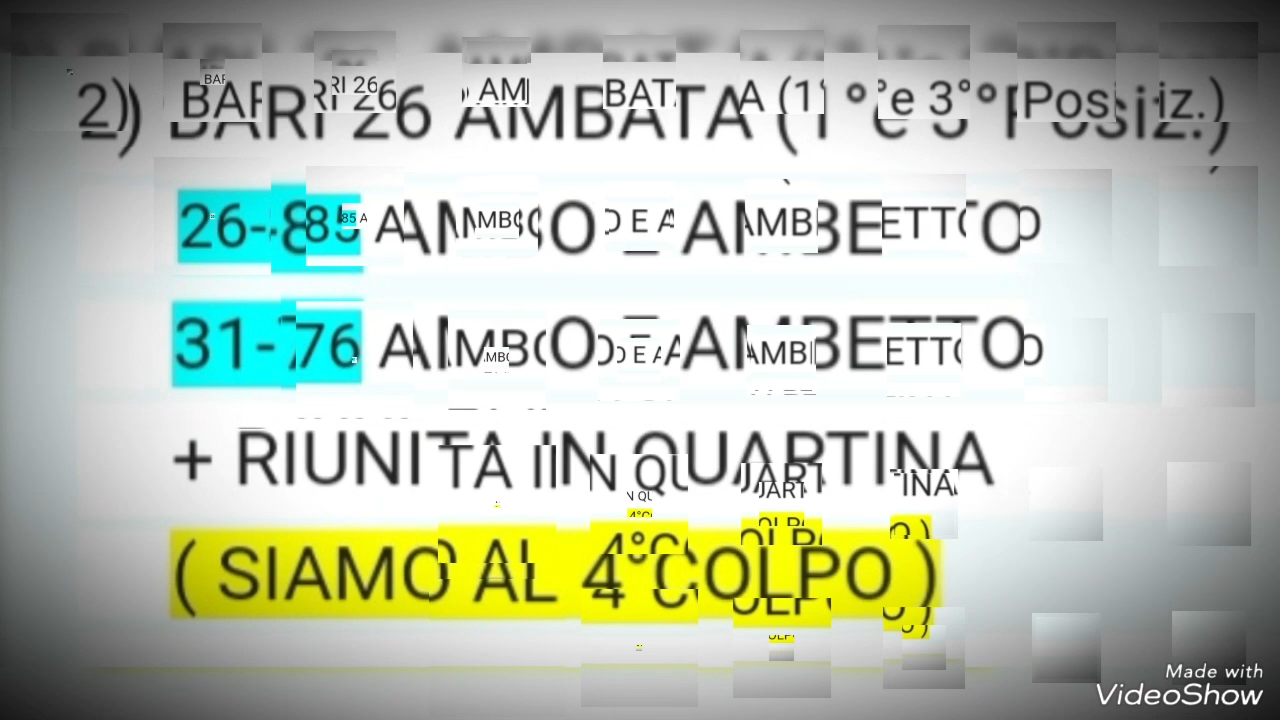 2) BARI 26 AMBATA (1° e 3° Posiz.)
26-85 AMBO E AMBETTO
31-76 AMBO E AMBETTO
+ RIUNITA IN QUARTINA
( SIAMO AL 4°COLPO )
Made with
VideoShow